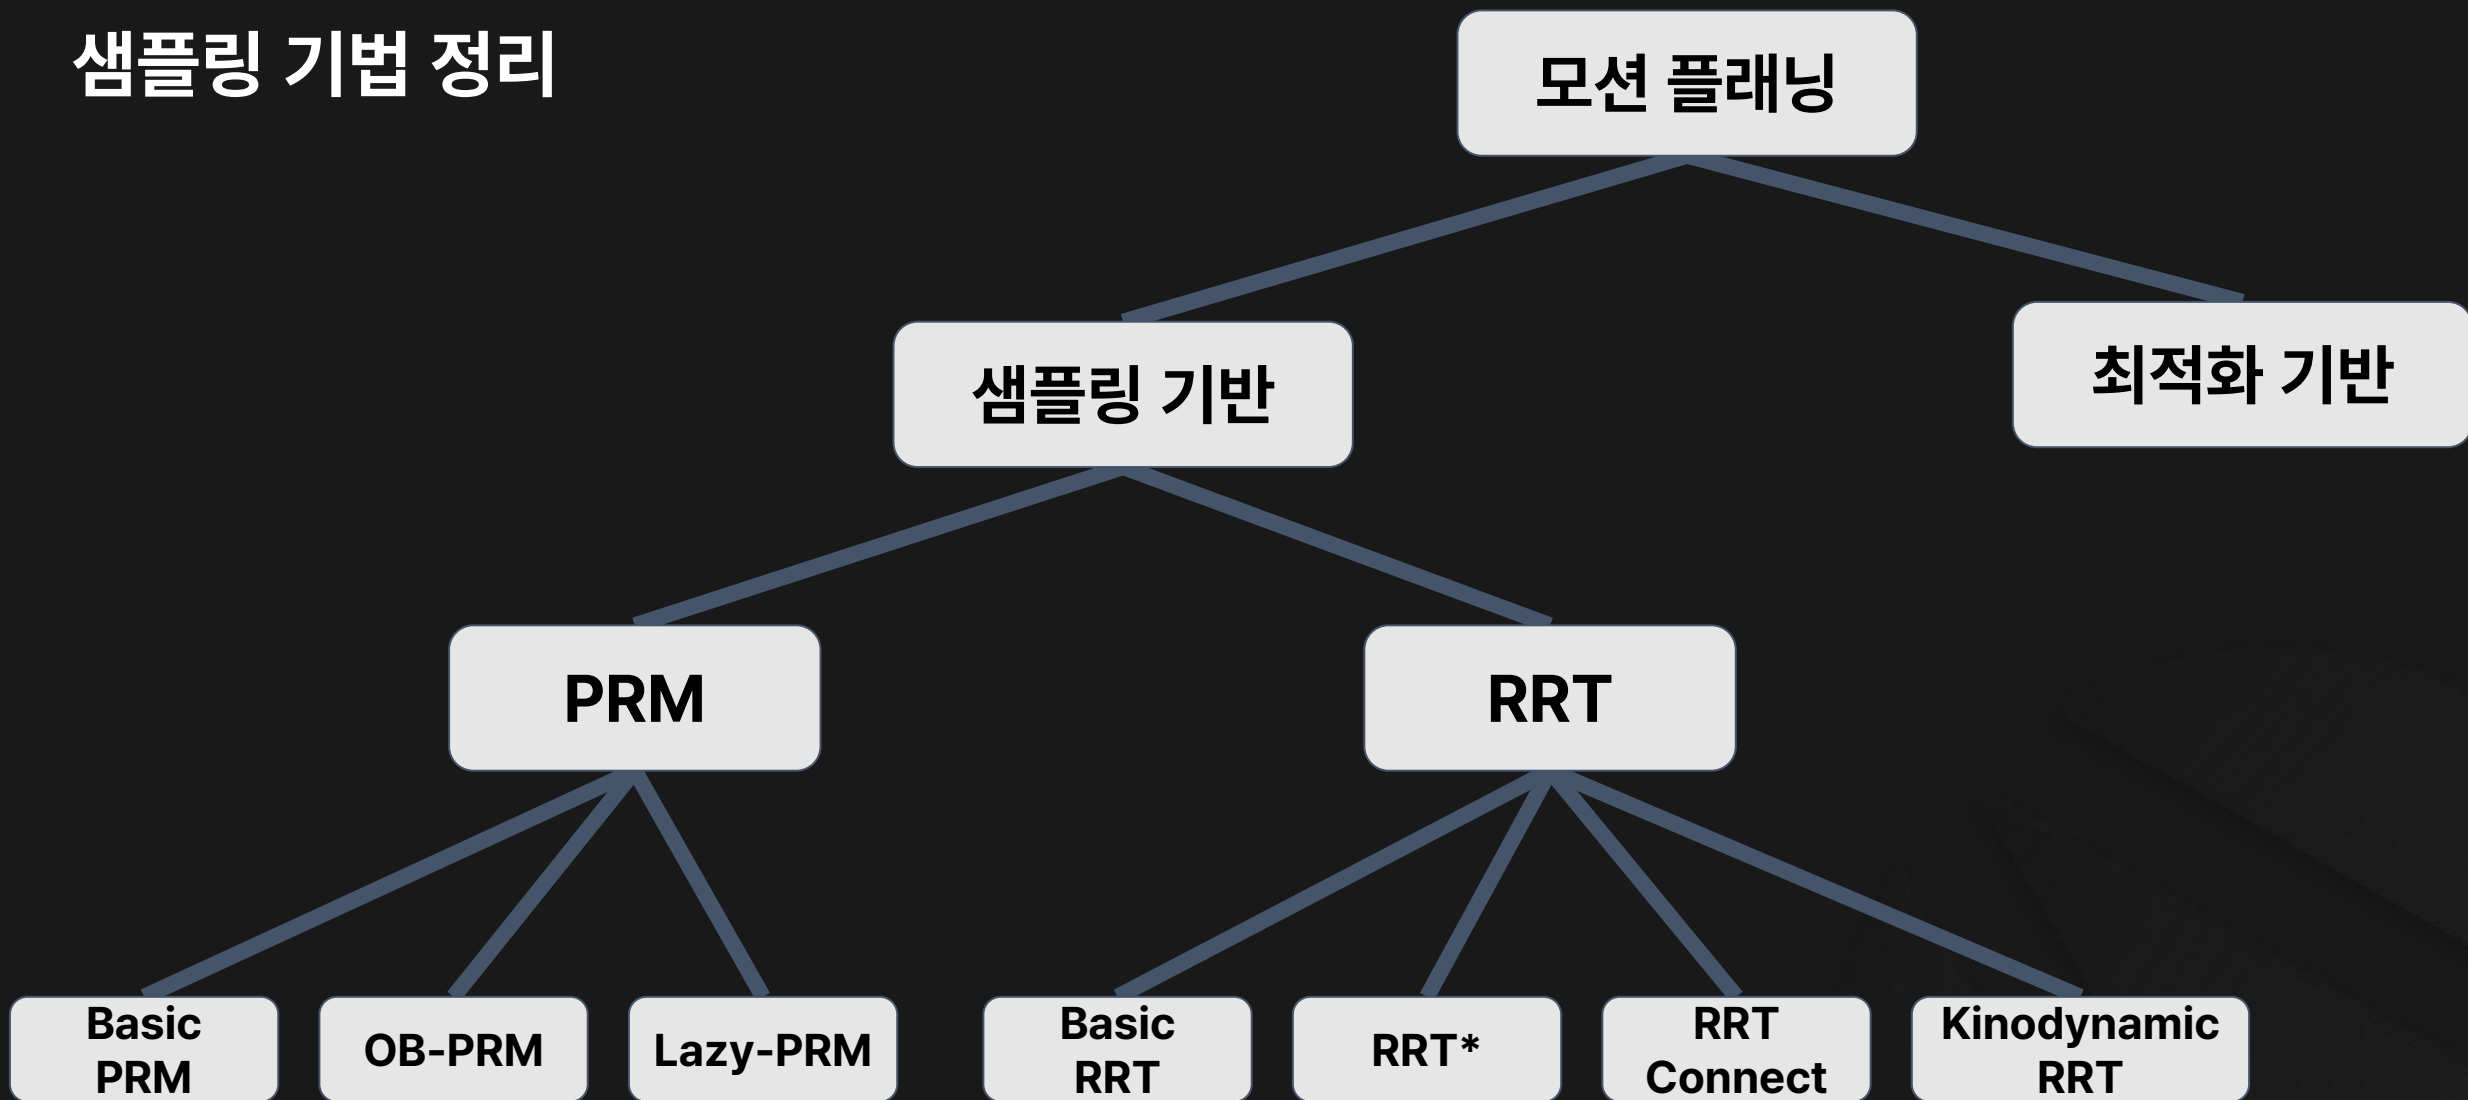 샘플링 기법 정리
모션 플래닝
샘플링 기반
최적화 기반
PRM
RRT
Basic
PRM
OB-PRM
Lazy-PRM
Basic
RRT
RRT*
RRT
Connect
Kinodynamic
RRT